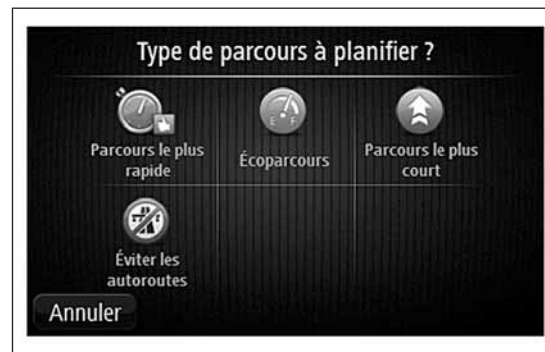 Type de parcours à planifier ?
Parcours le plus
rapide
E F
Écoparcours
Parcours le plus
court
Éviter les
autoroutes
Annuler